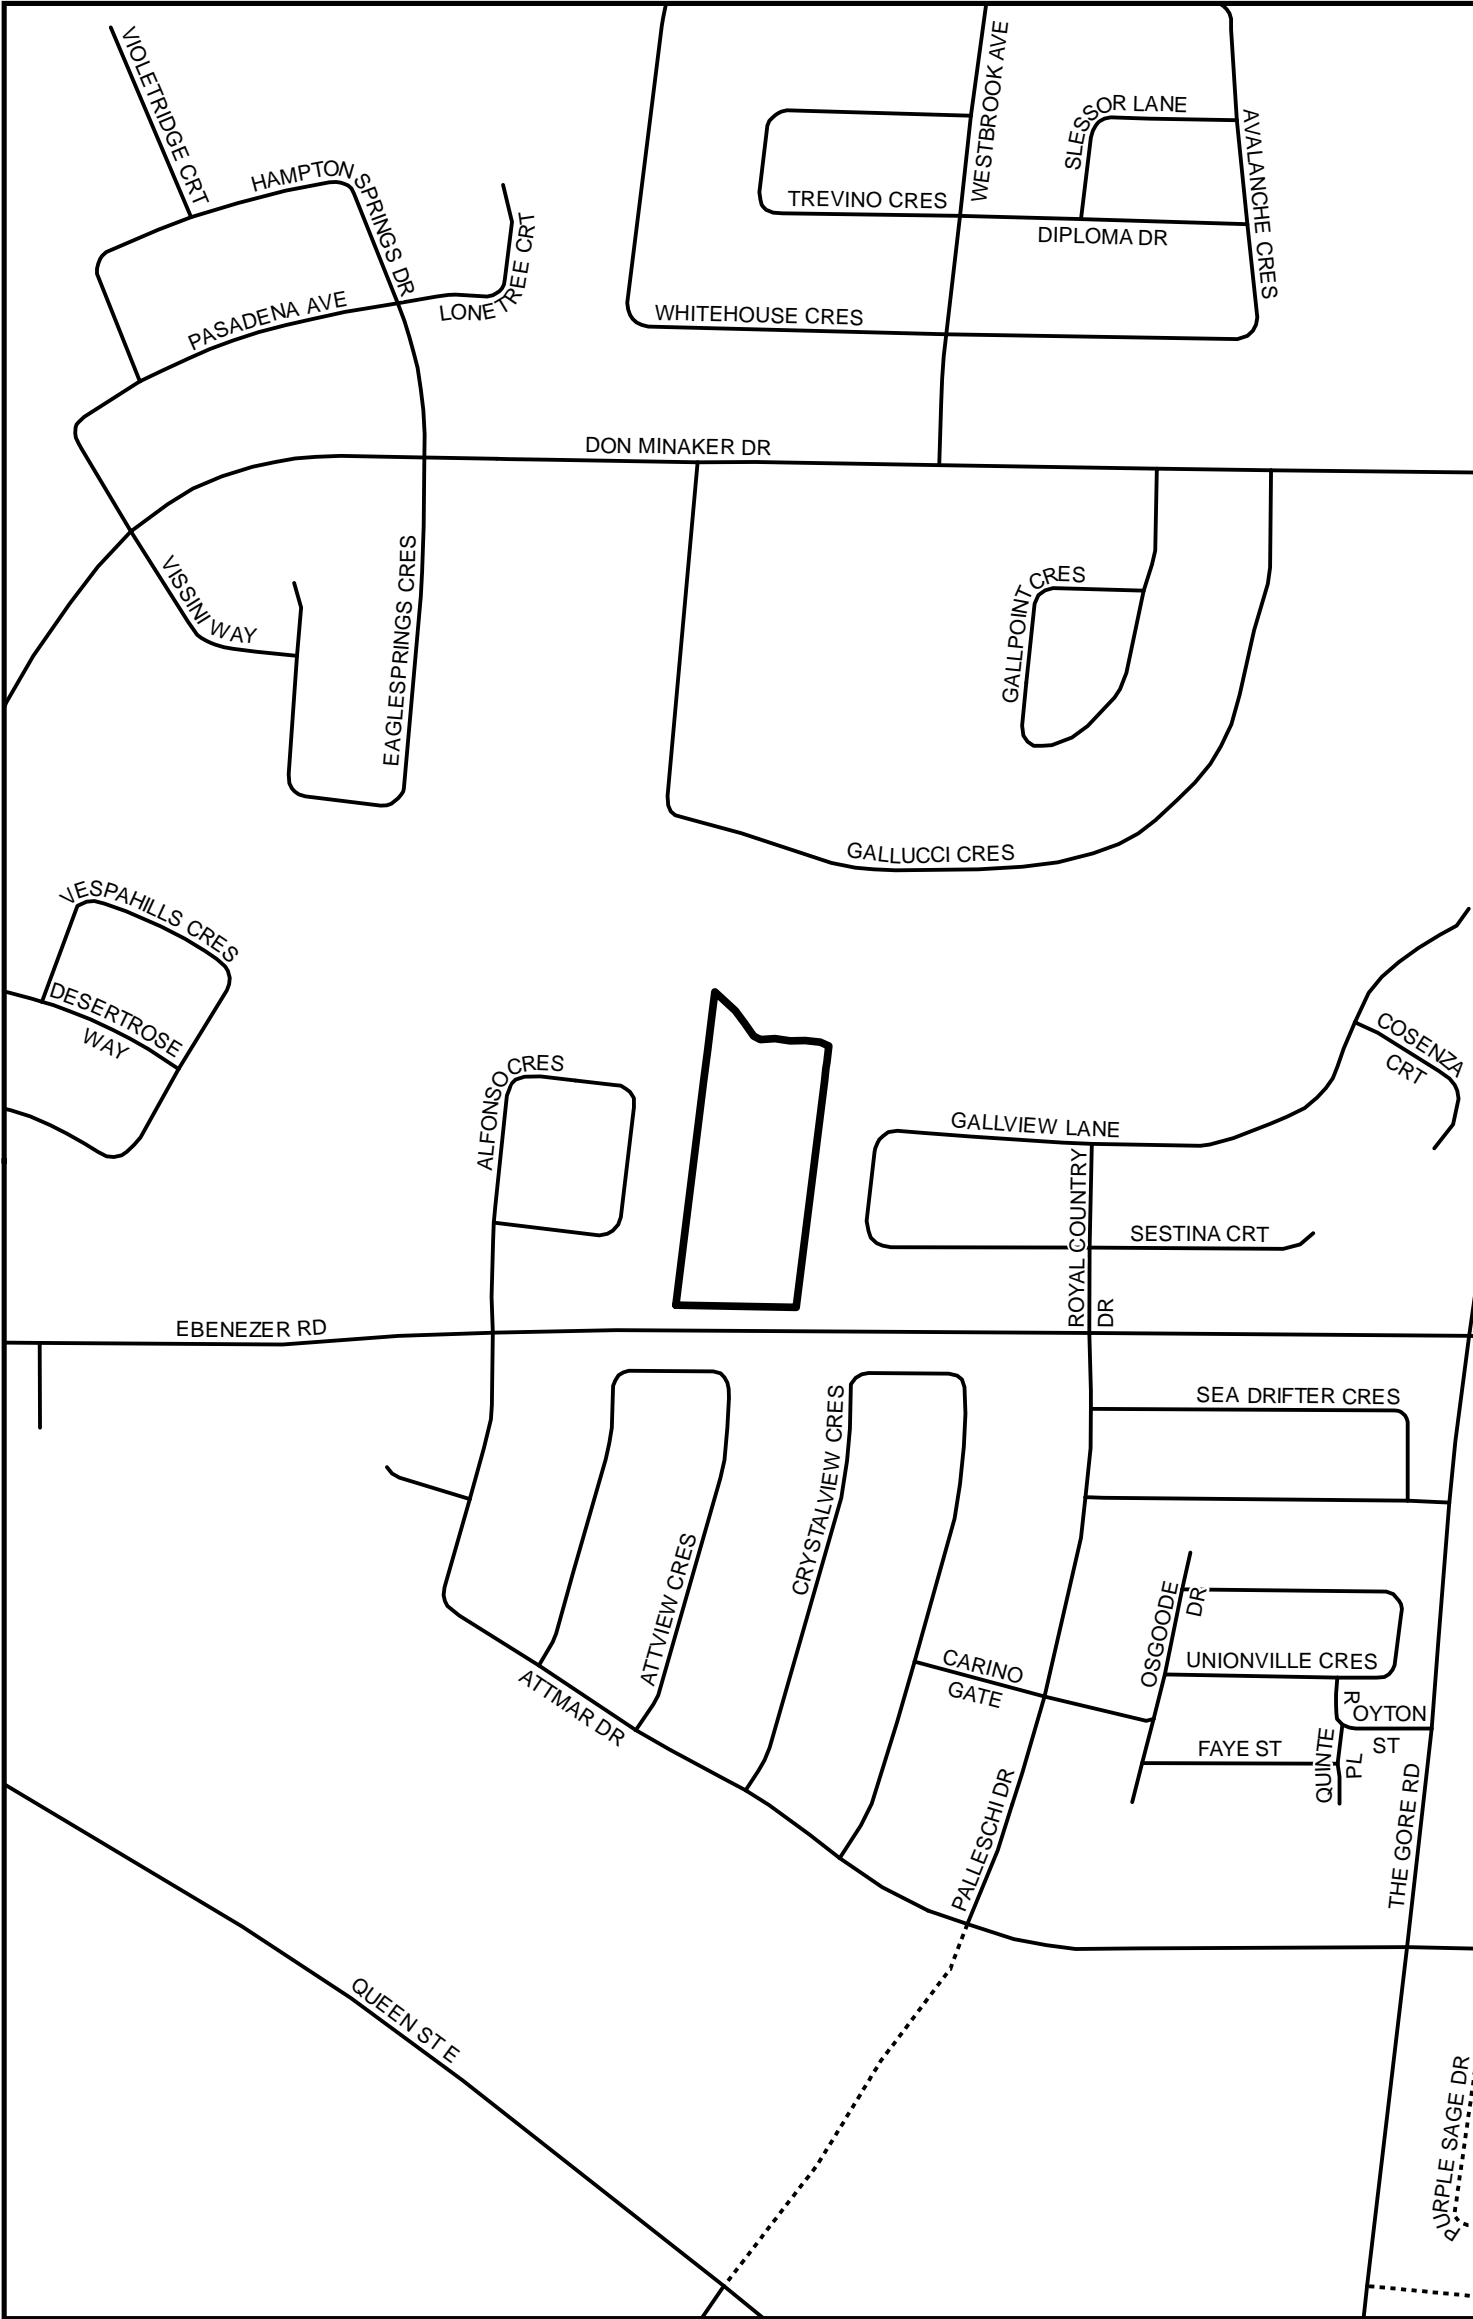 VIOLETRIDGE CRT
HAMPTON SPRINGS DR
PASADENA AVE
LONETREE CRT
WESTBROOK AVE
SLESSOR LANE
AVALANCHE CRES
TREVINO CRES
DIPLOMA DR
WHITEHOUSE CRES
DON MINAKER DR
VISSINI WAY
EAGLESPRINGS CRES
GALLPOINT CRES
GALLUCCI CRES
VESPAHILLS CRES
DESERTROSE
WAY
COSENZA
CRT
ALFONSO CRES
GALLVIEW LANE
ROYAL COUNTRY
DR
SESTINA CRT
EBENEZER RD
SEA DRIFTER CRES
CRYSTALVIEW CRES
ATTVIEW CRES
OSGOODE
DR
UNIONVILLE CRES
CARINO
GATE
ROYTON
ST
ATTMAR DR
FAYE ST
QUINTE
PL
PALLESCHI DR
THE GORE RD
QUEEN ST E
PURPLE SAGE DR